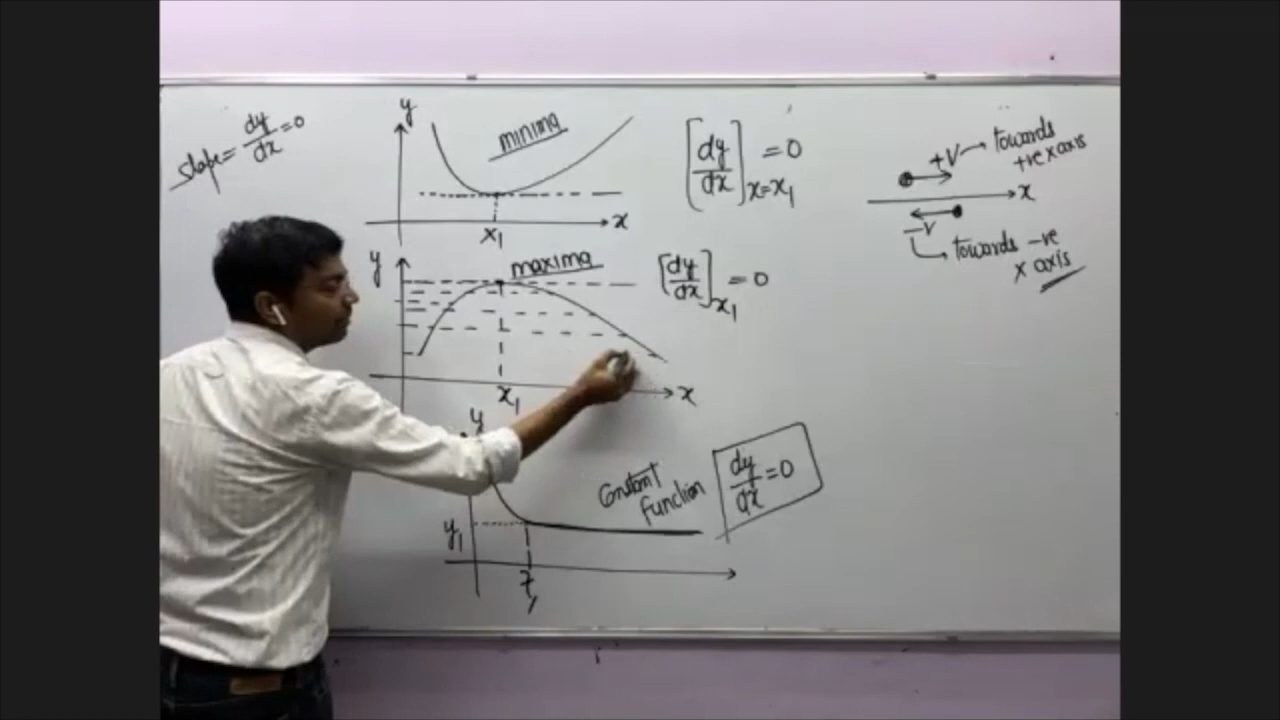 slope = dy/dx = 0
y
minima
x₁
x
[dy/dx]x=x₁ = 0
y
maxima
x₁
x
[dy/dx]x₁ = 0
y
y₁
constant
function
dy/dx = 0
+V → towards
+ve x axis
x
-V
→ towards -ve
x axis